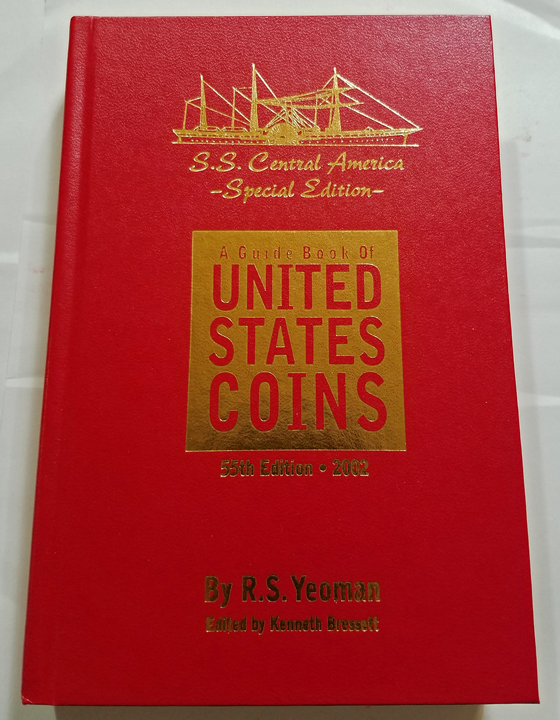 S.S. Central America
-Special Edition-
A Guide Book Of
UNITED
STATES
COINS
55th Edition • 2002
By R.S. Yeoman
Edited by Kenneth Bressett